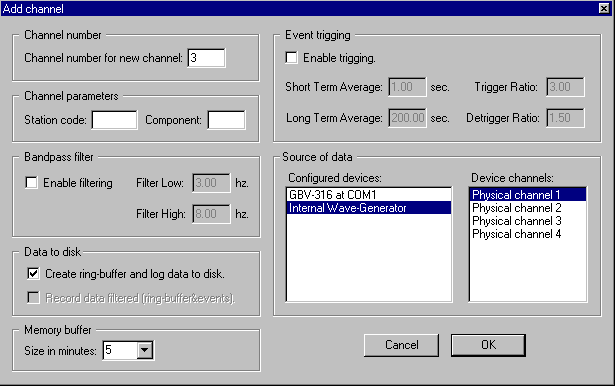 Add channel
Channel number
Channel number for new channel: 3
Channel parameters
Station code: Component:
Bandpass filter
Enable filtering Filter Low: 3.00 hz.
Filter High: 8.00 hz.
Data to disk
Create ring-buffer and log data to disk.
Record data filtered (ring-buffer&events)
Memory buffer
Size in minutes: 5
Event trigging
Enable trigging.
Short Term Average: 1.00 sec. Trigger Ratio: 3.00
Long Term Average: 200.00 sec. Detrigger Ratio: 1.50
Source of data
Configured devices:
GBV-316 at COM1
Internal Wave-Generator
Device channels:
Physical channel 1
Physical channel 2
Physical channel 3
Physical channel 4
Cancel OK